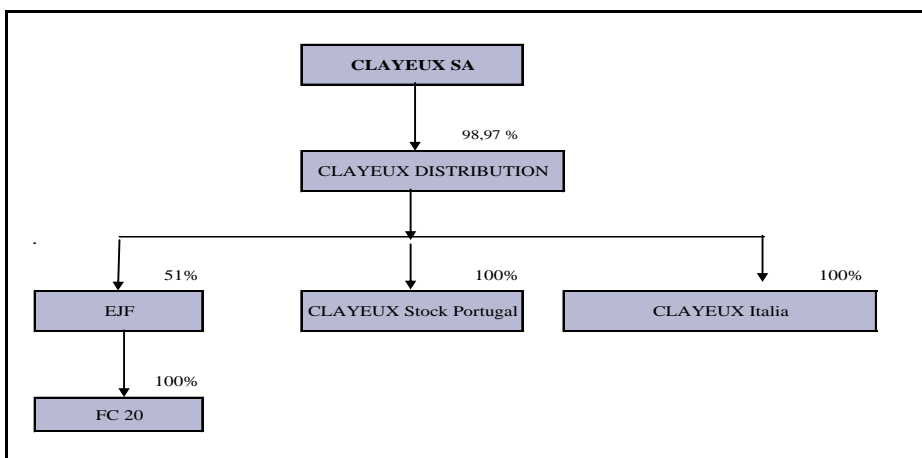 CLAYEUX SA
98,97 %
CLAYEUX DISTRIBUTION
51%
100%
100%
EJF
CLAYEUX Stock Portugal
CLAYEUX Italia
100%
FC 20